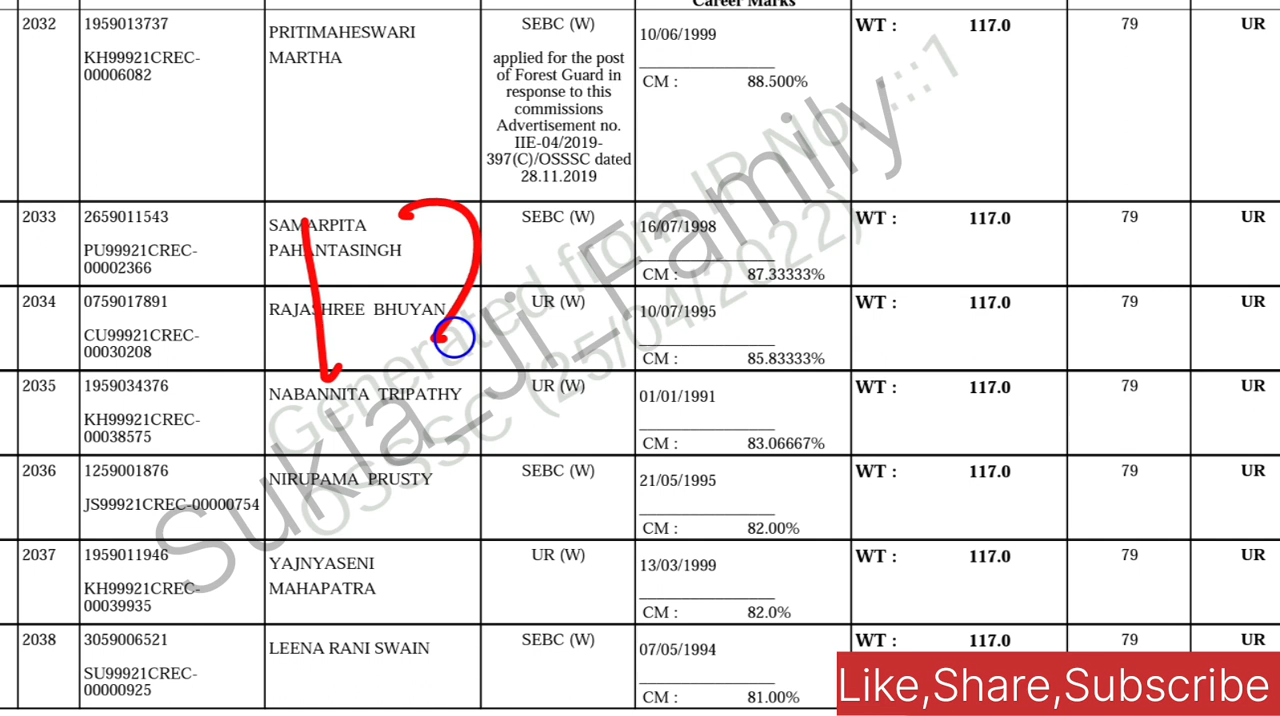 Career Marks
2032 1959013737 KH99921CREC-00006082 PRITIMAHESWARI MARTHA SEBC (W) applied for the post of Forest Guard in response to this commissions Advertisement no. IIE-04/2019-397(C)/OSSSC dated 28.11.2019 10/06/1999 CM : 88.500% WT : 117.0 79 UR
2033 2659011543 PU99921CREC-00002366 SAMARPITA PAHANTASINGH SEBC (W) 16/07/1998 CM : 87.33333% WT : 117.0 79 UR
2034 0759017891 CU99921CREC-00030208 RAJASHREE BHUYAN UR (W) 10/07/1995 CM : 85.83333% WT : 117.0 79 UR
2035 1959034376 KH99921CREC-00038575 NABANNITA TRIPATHY UR (W) 01/01/1991 CM : 83.06667% WT : 117.0 79 UR
2036 1259001876 JS99921CREC-00000754 NIRUPAMA PRUSTY SEBC (W) 21/05/1995 CM : 82.00% WT : 117.0 79 UR
2037 1959011946 KH99921CREC-00039935 YAJNYASENI MAHAPATRA UR (W) 13/03/1999 CM : 82.0% WT : 117.0 79 UR
2038 3059006521 SU99921CREC-00000925 LEENA RANI SWAIN SEBC (W) 07/05/1994 CM : 81.00% WT : 117.0 79 UR
Generated from IP No. ::1
OSSSC (25/04/2022)
Sukla_Ji_Family
Like,Share,Subscribe